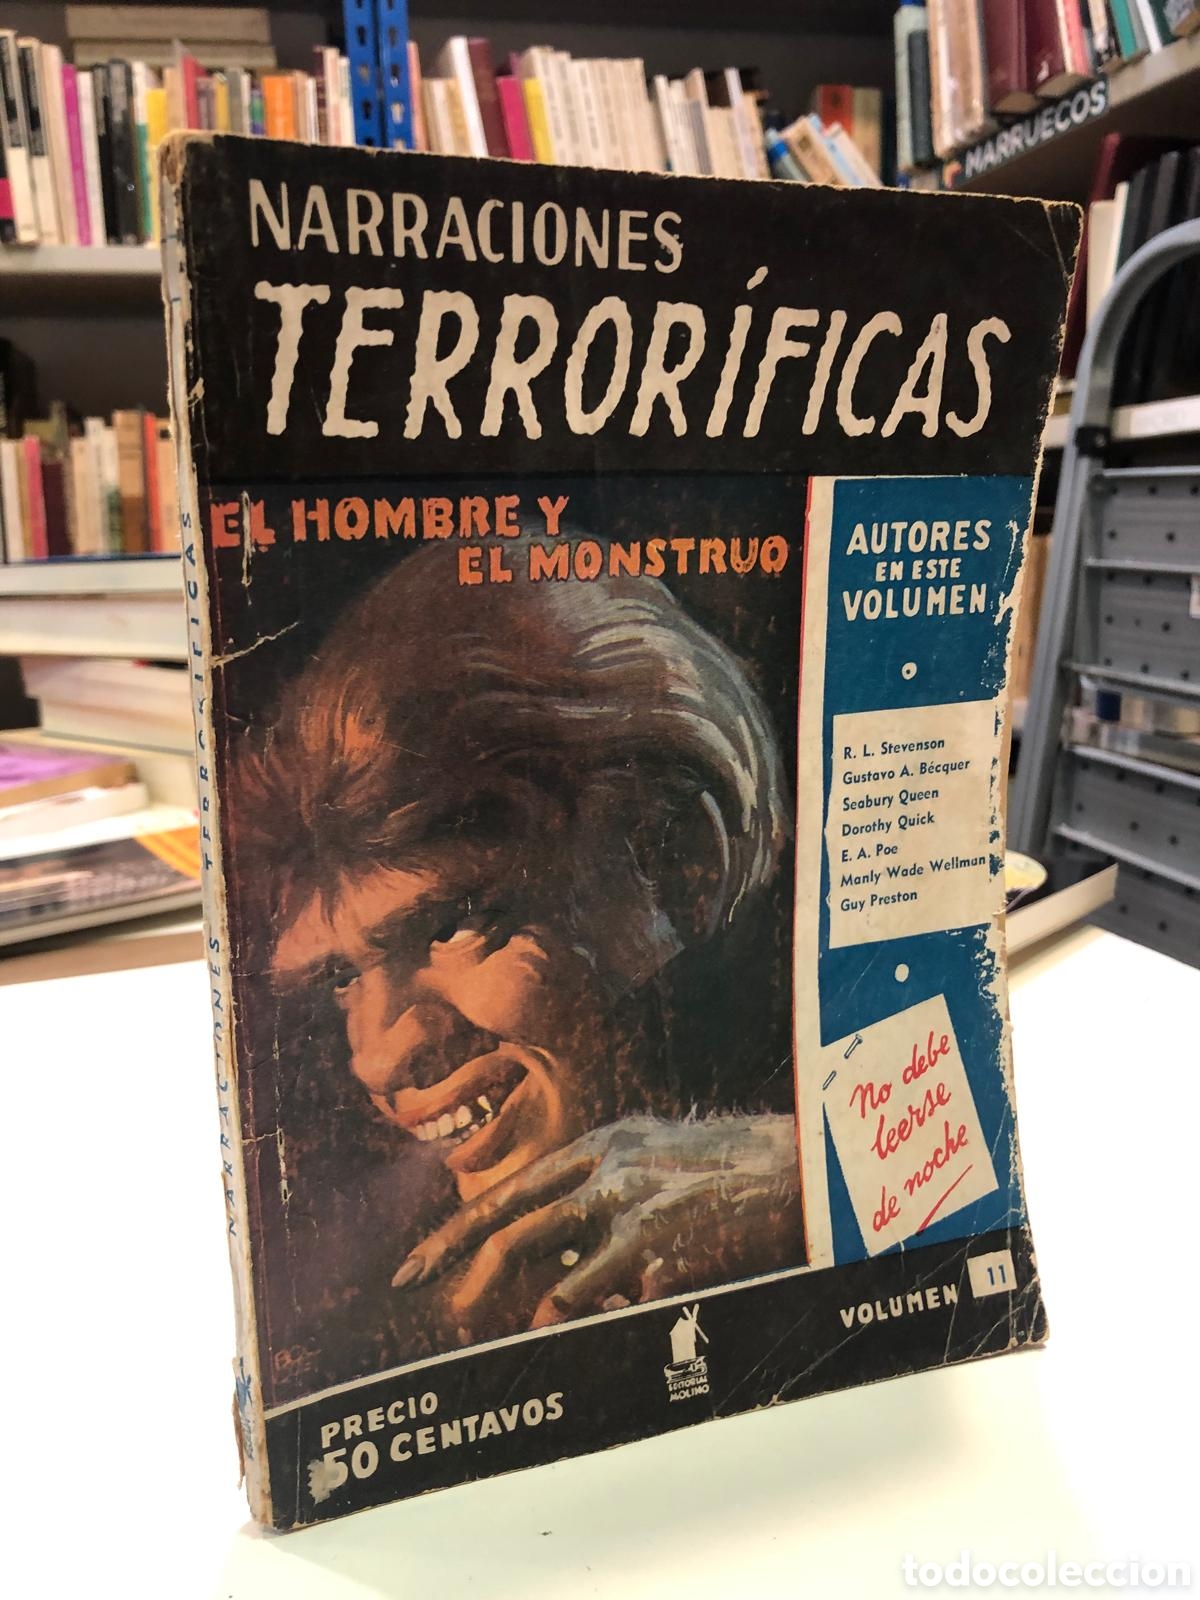 MARRUECOS
NARRACIONES
TERRORÍFICAS
EL HOMBRE Y
EL MONSTRUO
AUTORES
EN ESTE
VOLUMEN
R. L. Stevenson
Gustavo A. Bécquer
Seabury Queen
Dorothy Quick
E. A. Poe
Manly Wade Wellman
Guy Preston
No debe
leerse
de noche
VOLUMEN 11
EDITORIAL
MOLINO
PRECIO
50 CENTAVOS
NARRACIONES TERRORIFICAS
todocoleccion